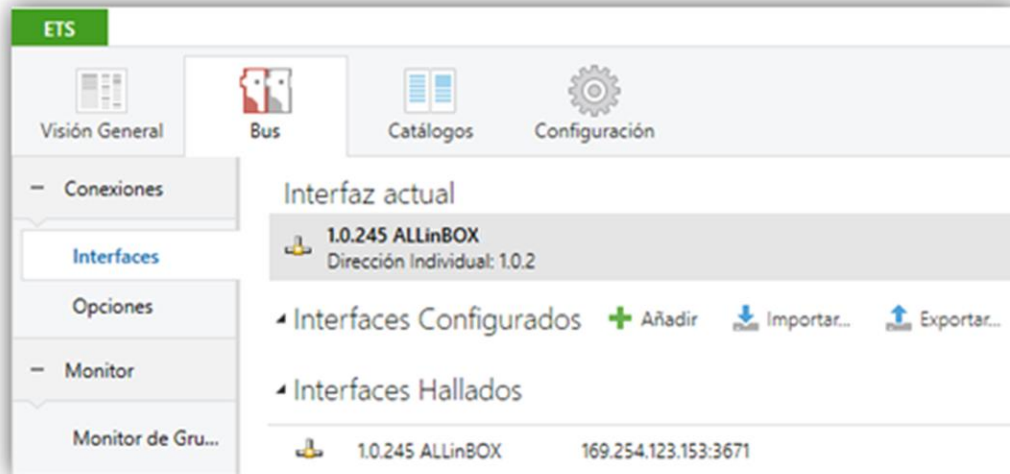 ETS
Visión General
Bus
Catálogos
Configuración
Conexiones
Interfaces
Opciones
Monitor
Monitor de Gru...
Interfaz actual
1.0.245 ALLinBOX
Dirección Individual: 1.0.2
Interfaces Configurados Añadir Importar... Exportar...
Interfaces Hallados
1.0.245 ALLinBOX 169.254.123.153:3671